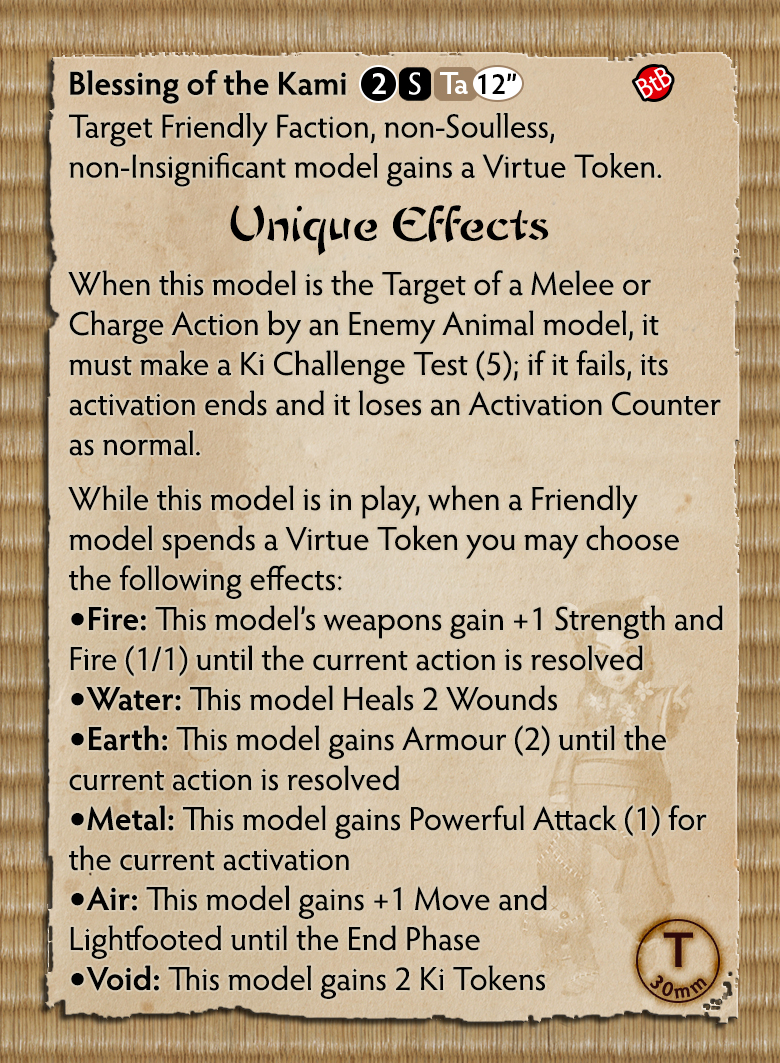 Blessing of the Kami 2 S Ta 12” BtB
Target Friendly Faction, non-Soulless,
non-Insignificant model gains a Virtue Token.
Unique Effects
When this model is the Target of a Melee or
Charge Action by an Enemy Animal model, it
must make a Ki Challenge Test (5); if it fails, its
activation ends and it loses an Activation Counter
as normal.
While this model is in play, when a Friendly
model spends a Virtue Token you may choose
the following effects:
•Fire: This model’s weapons gain +1 Strength and
Fire (1/1) until the current action is resolved
•Water: This model Heals 2 Wounds
•Earth: This model gains Armour (2) until the
current action is resolved
•Metal: This model gains Powerful Attack (1) for
the current activation
•Air: This model gains +1 Move and
Lightfooted until the End Phase
•Void: This model gains 2 Ki Tokens
T
30mm